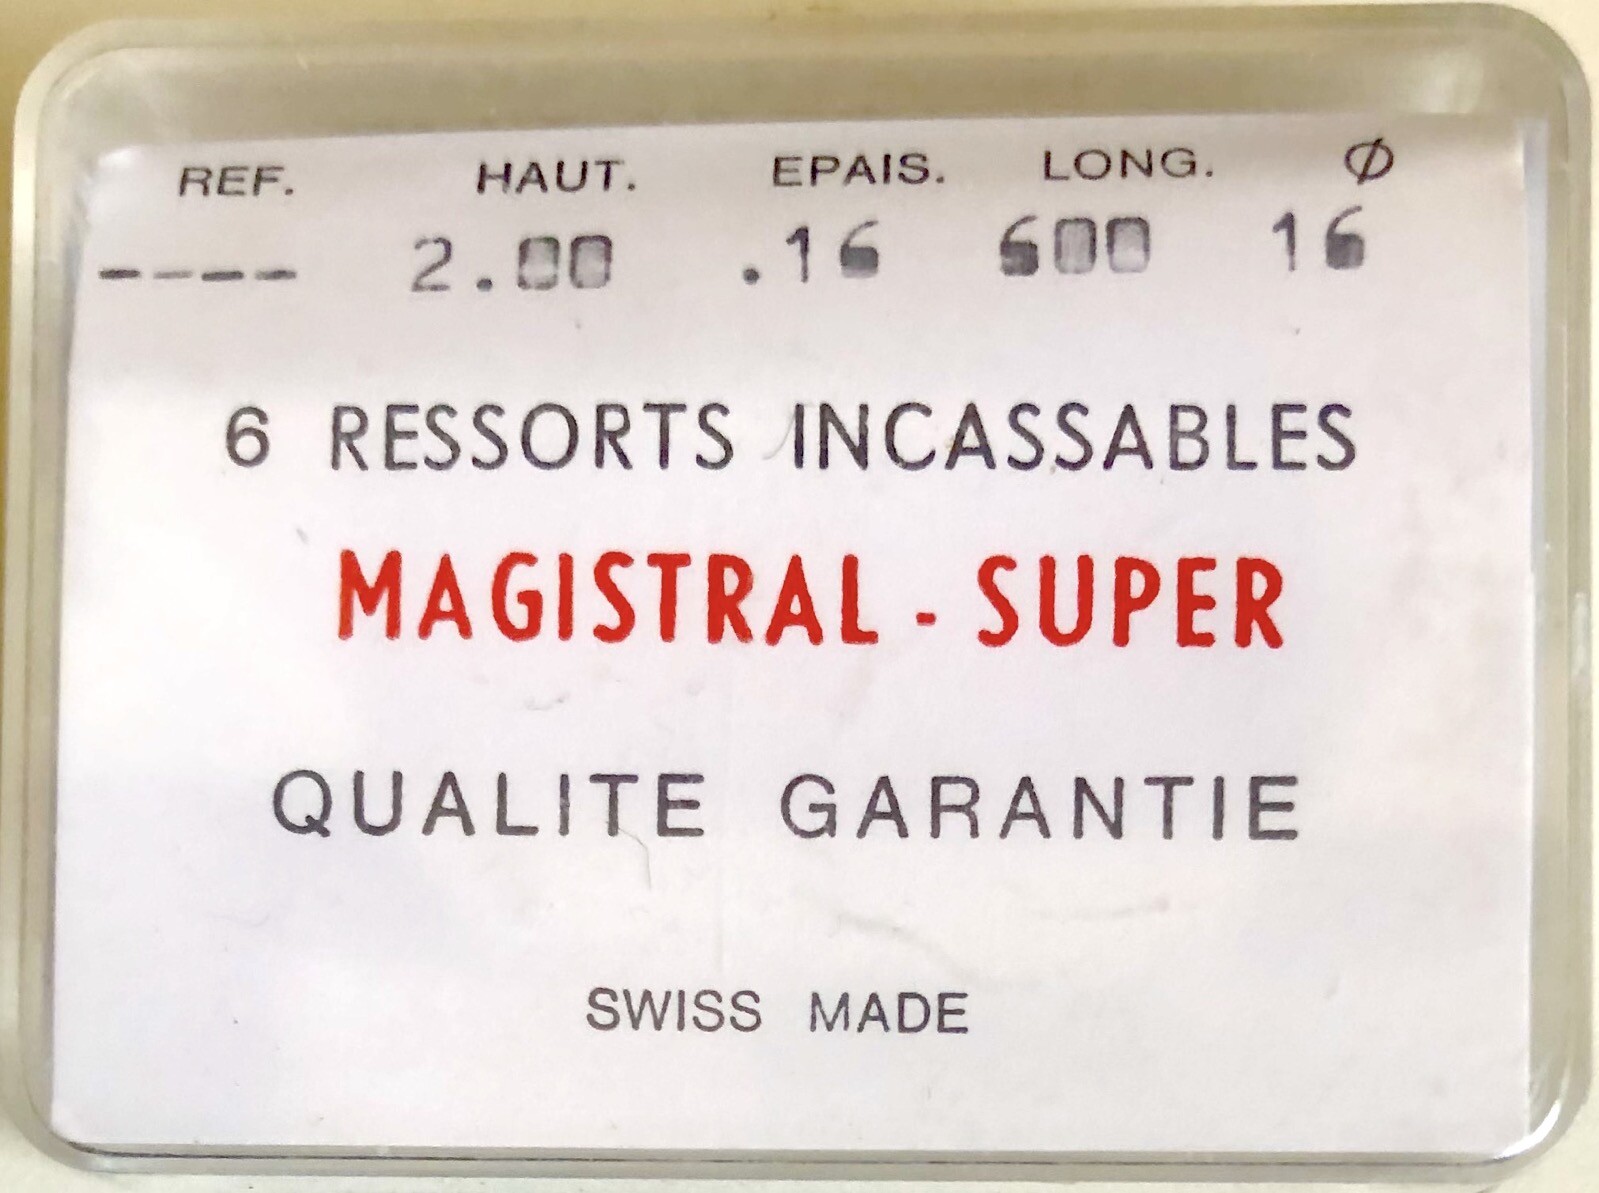 REF. HAUT. EPAIS. LONG. Ø
---- 2.00 .16 600 16
6 RESSORTS INCASSABLES
MAGISTRAL - SUPER
QUALITE GARANTIE
SWISS MADE